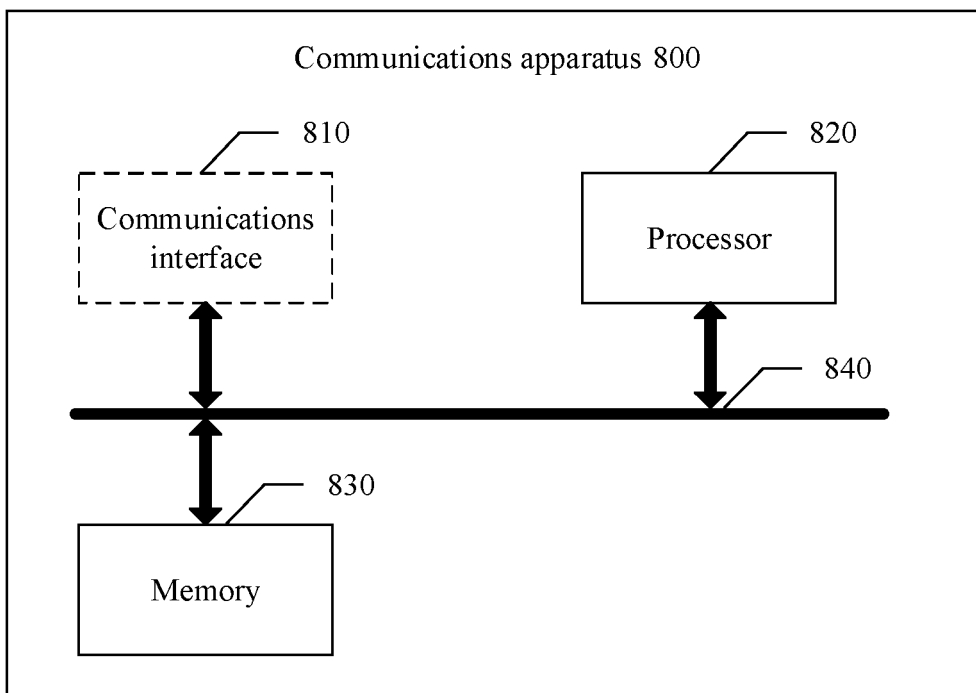 Communications apparatus 800
810
820
Communications
interface
Processor
840
830
Memory